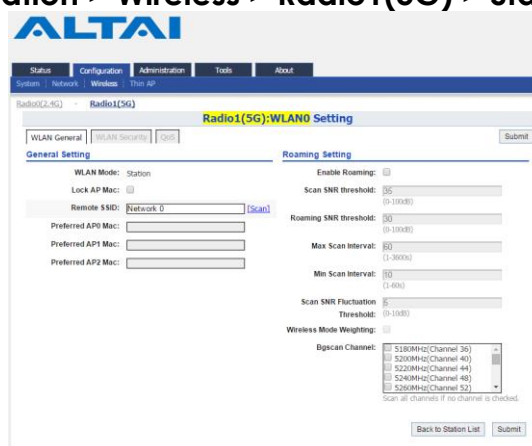 ation > Wireless > Radio1(5G) > Sta
ALTAI
Status Configuration Administration Tools About
System | Network | Wireless | Thin AP
Radio0(2.4G) - Radio1(5G)
Radio1(5G):WLAN0 Setting
WLAN General WLAN Security QoS Submit
General Setting
WLAN Mode: Station
Lock AP Mac:
Remote SSID: Network 0 [Scan]
Preferred AP0 Mac:
Preferred AP1 Mac:
Preferred AP2 Mac:
Roaming Setting
Enable Roaming:
Scan SNR threshold: 35
(0-100dB)
Roaming SNR threshold: 30
(0-100dB)
Max Scan Interval: 60
(1-3600s)
Min Scan Interval: 10
(1-60s)
Scan SNR Fluctuation Threshold: 5
(0-10dB)
Wireless Mode Weighting:
Bgscan Channel: 5180MHz(Channel 36)
5200MHz(Channel 40)
5220MHz(Channel 44)
5240MHz(Channel 48)
5260MHz(Channel 52)
Scan all channels if no channel is checked.
Back to Station List Submit